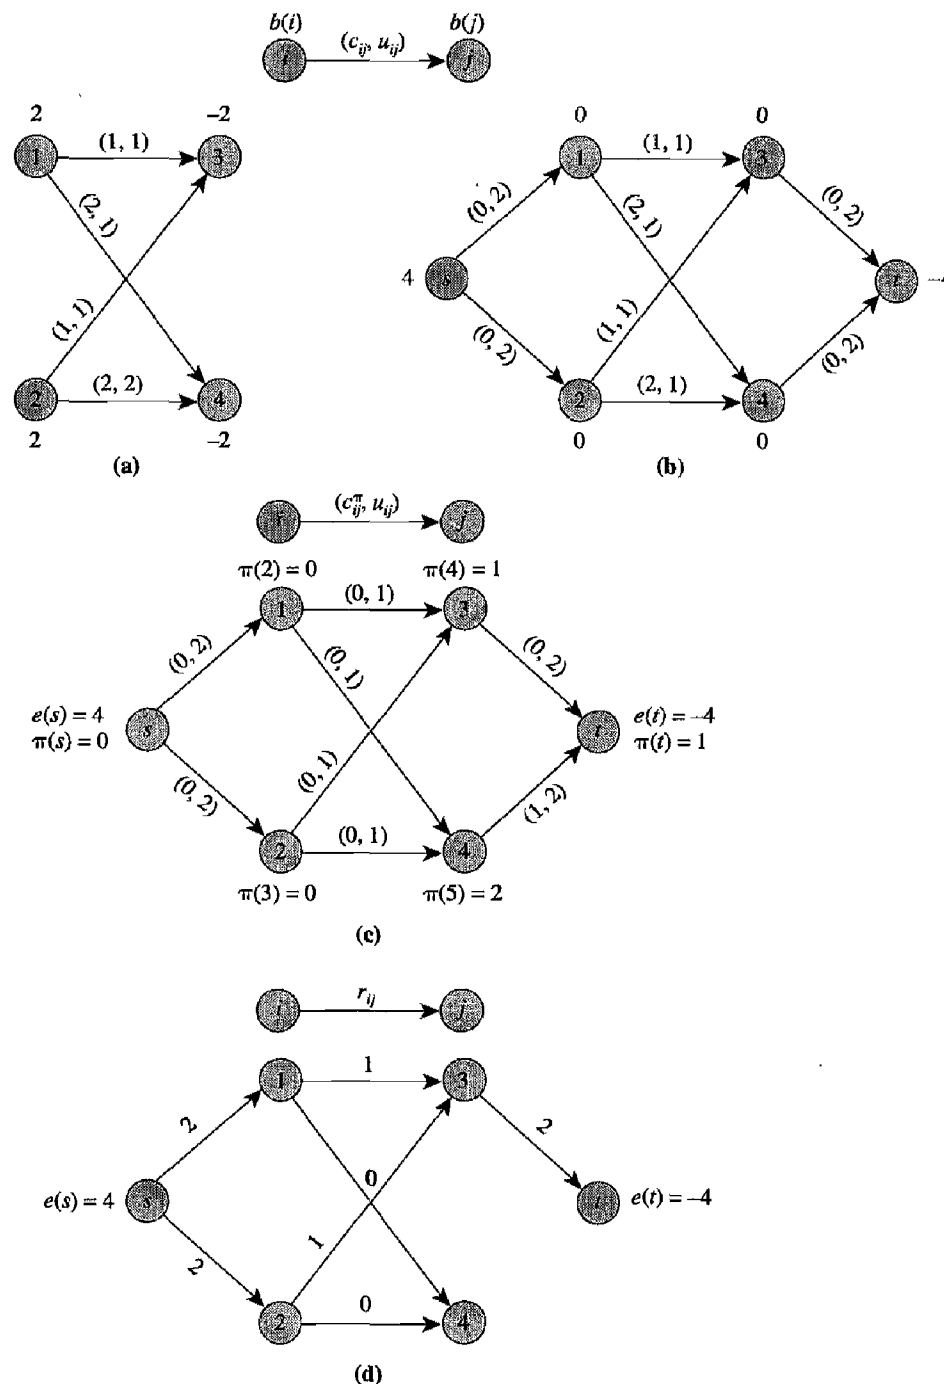 b(i) b(j)
i (c_ij, u_ij) j
2 -2 0 0
1 (1, 1) 3 1 (1, 1) 3
(2, 1) (0, 2) (2, 1) (0, 2)
4 s t -4
(1, 1) (0, 2) (1, 1) (0, 2)
2 (2, 2) 4 2 (2, 1) 4
2 -2 0 0
(a) (b)
i (c^π_ij, u_ij) j
π(2) = 0 π(4) = 1
1 (0, 1) 3
(0, 2) (0, 1) (0, 2)
e(s) = 4 s t e(t) = -4
π(s) = 0 π(t) = 1
(0, 2) (0, 1) (1, 2)
2 (0, 1) 4
π(3) = 0 π(5) = 2
(c)
i r_ij j
1 1 3
2 2
0
e(s) = 4 s t e(t) = -4
2 1
2 0 4
(d)